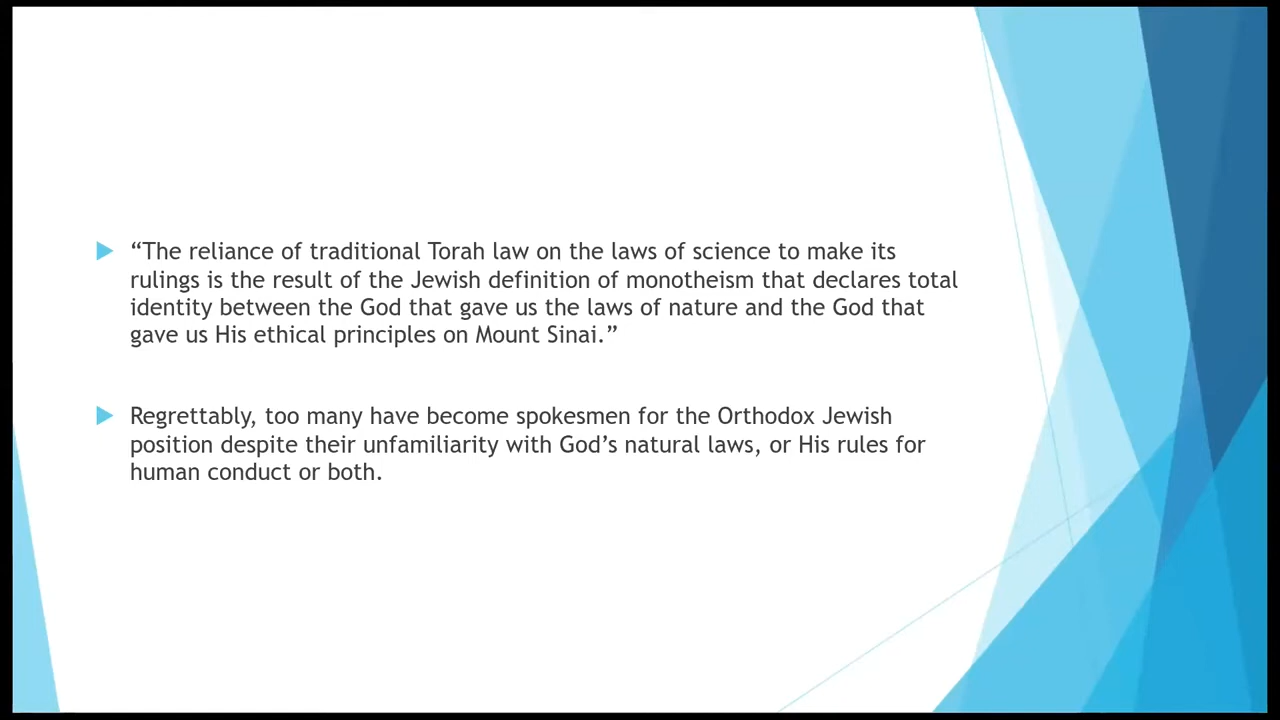 “The reliance of traditional Torah law on the laws of science to make its
rulings is the result of the Jewish definition of monotheism that declares total
identity between the God that gave us the laws of nature and the God that
gave us His ethical principles on Mount Sinai.”
Regrettably, too many have become spokesmen for the Orthodox Jewish
position despite their unfamiliarity with God’s natural laws, or His rules for
human conduct or both.